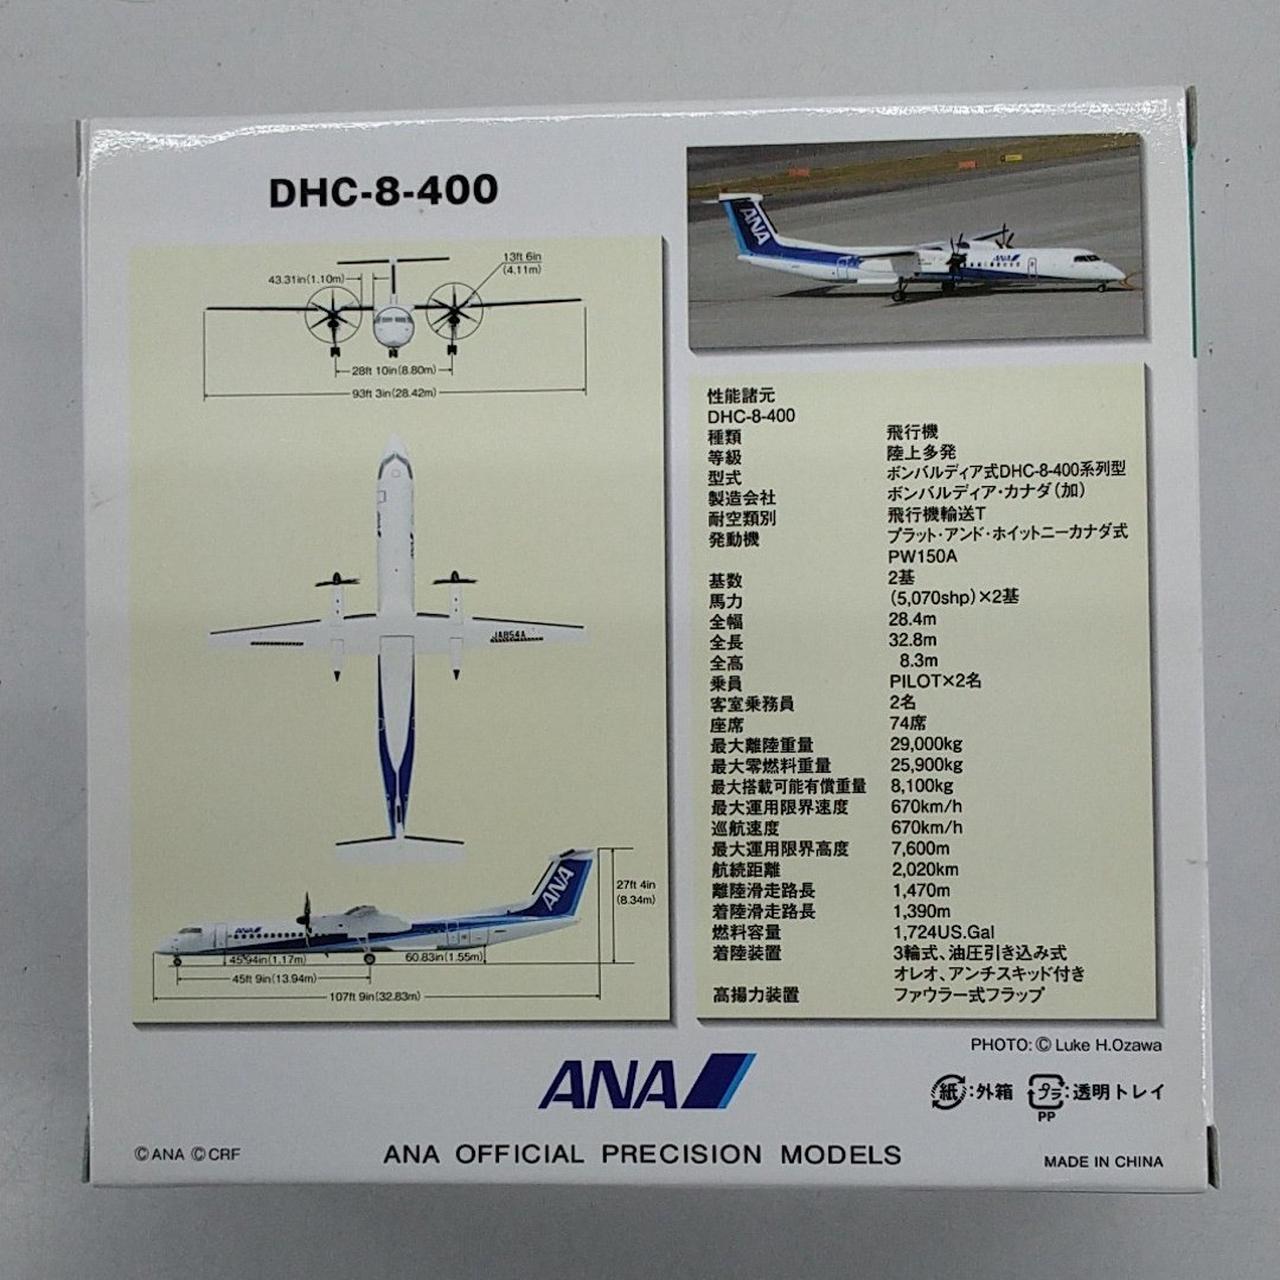 DHC-8-400
43.31in(1.10m)
13ft 6in
(4.11m)
28ft 10in(8.80m)
93ft 3in(28.42m)
JA854A
ANA
ANA
27ft 4in
(8.34m)
45.94in(1.17m)
60.83in(1.55m)
45ft 9in(13.94m)
107ft 9in(32.83m)
ANA
ANA
性能諸元
DHC-8-400
種類 飛行機
等級 陸上多発
型式 ボンバルディア式DHC-8-400系列型
製造会社 ボンバルディア・カナダ(加)
耐空類別 飛行機輸送T
発動機 プラット・アンド・ホイットニーカナダ式
PW150A
基数 2基
馬力 (5,070shp)×2基
全幅 28.4m
全長 32.8m
全高 8.3m
乗員 PILOT×2名
客室乗務員 2名
座席 74席
最大離陸重量 29,000kg
最大零燃料重量 25,900kg
最大搭載可能有償重量 8,100kg
最大運用限界速度 670km/h
巡航速度 670km/h
最大運用限界高度 7,600m
航続距離 2,020km
離陸滑走路長 1,470m
着陸滑走路長 1,390m
燃料容量 1,724US.Gal
着陸装置 3輪式、油圧引き込み式
オレオ、アンチスキッド付き
高揚力装置 ファウラー式フラップ
PHOTO:©Luke H.Ozawa
ANA
紙:外箱 プラ:透明トレイ
PP
©ANA ©CRF
ANA OFFICIAL PRECISION MODELS
MADE IN CHINA